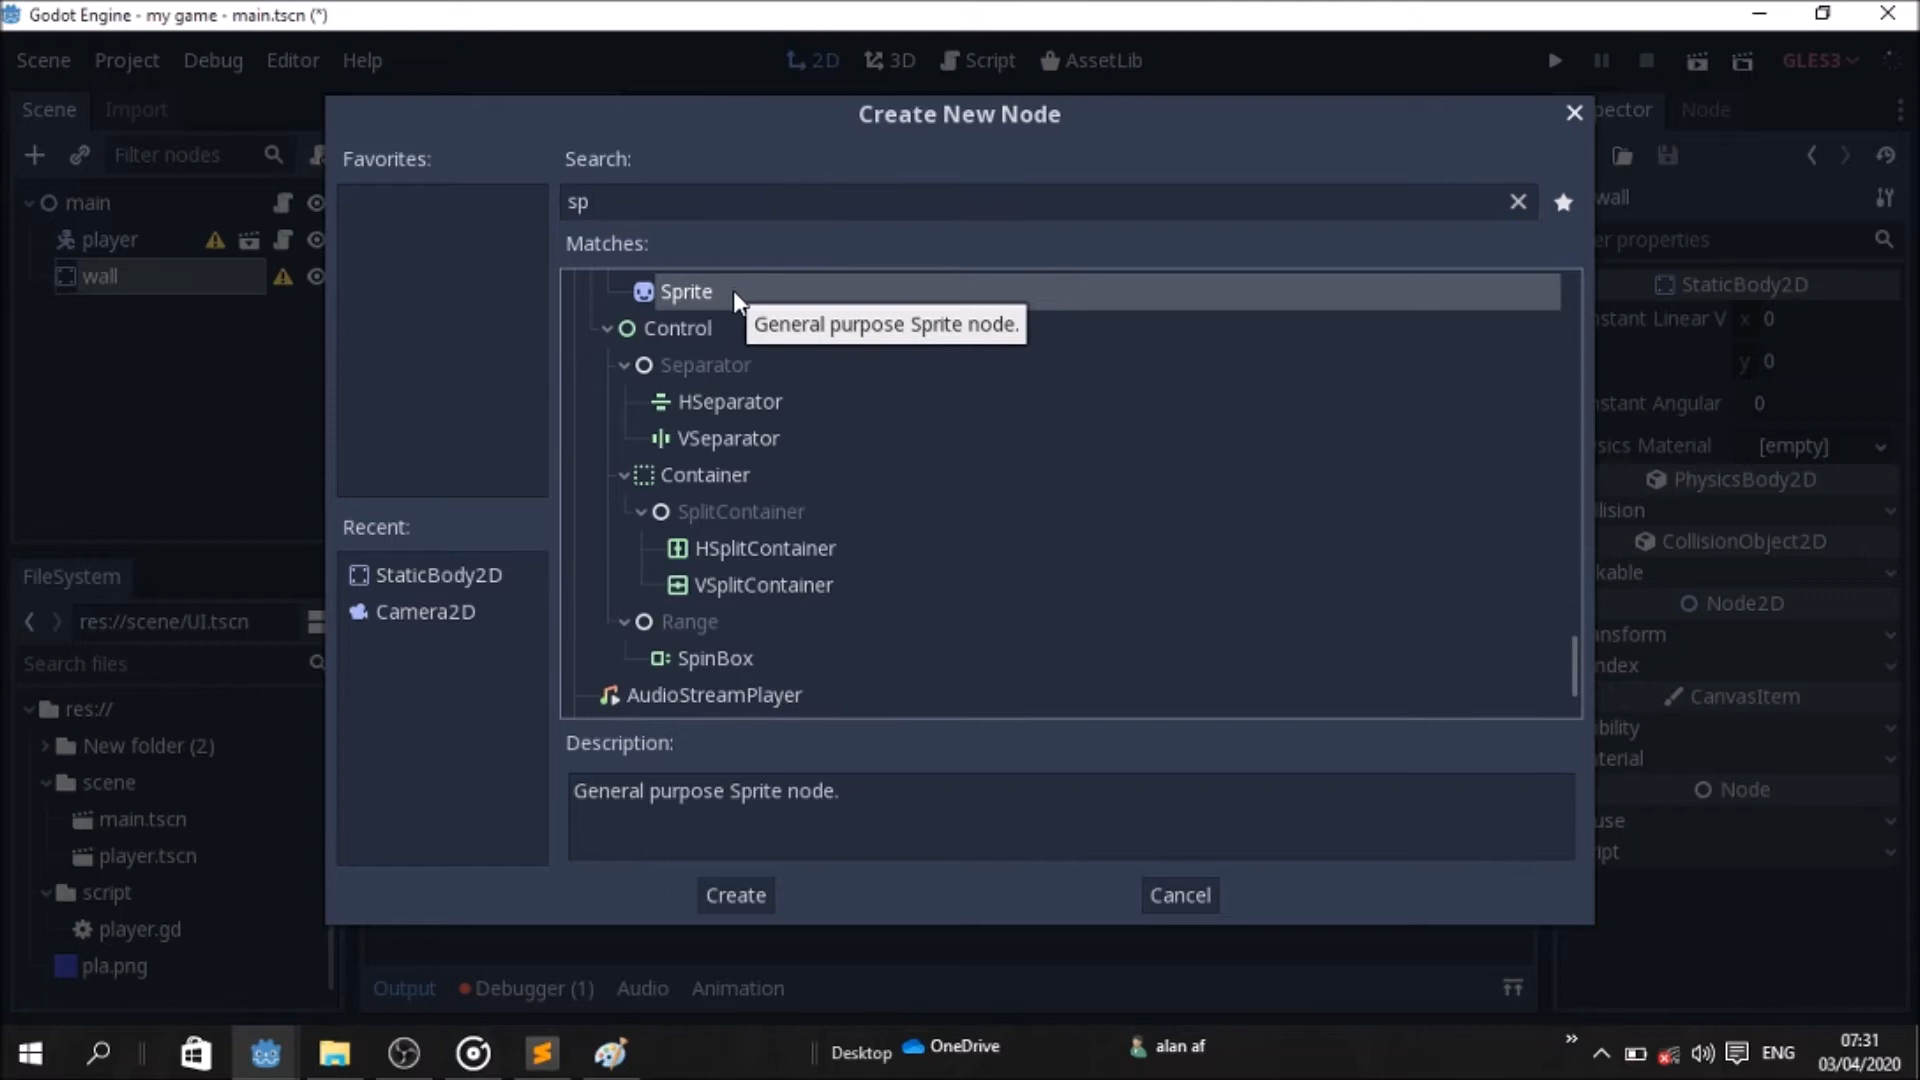 Godot Engine - my game - main.tscn (*)
Scene Project Debug Editor Help
2D 3D Script AssetLib
GLES3
Scene Import
Filter nodes
main
player
wall
Create New Node
Favorites:
Search:
sp
Matches:
Sprite
General purpose Sprite node.
Control
Separator
HSeparator
VSeparator
Container
SplitContainer
HSplitContainer
VSplitContainer
Range
SpinBox
AudioStreamPlayer
Recent:
StaticBody2D
Camera2D
Description:
General purpose Sprite node.
Create Cancel
pector Node
wall
er properties
StaticBody2D
nstant Linear V x 0
y 0
nstant Angular 0
sics Material [empty]
PhysicsBody2D
llision
CollisionObject2D
kable
Node2D
ansform
ndex
CanvasItem
bility
terial
Node
use
ipt
FileSystem
res://scene/UI.tscn
Search files
res://
New folder (2)
scene
main.tscn
player.tscn
script
player.gd
pla.png
Output Debugger (1) Audio Animation
Desktop OneDrive alan af
ENG
07:31
03/04/2020